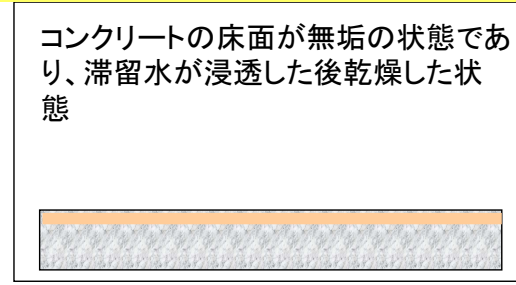 コンクリートの床面が無垢の状態であ
り、滞留水が浸透した後乾燥した状
態